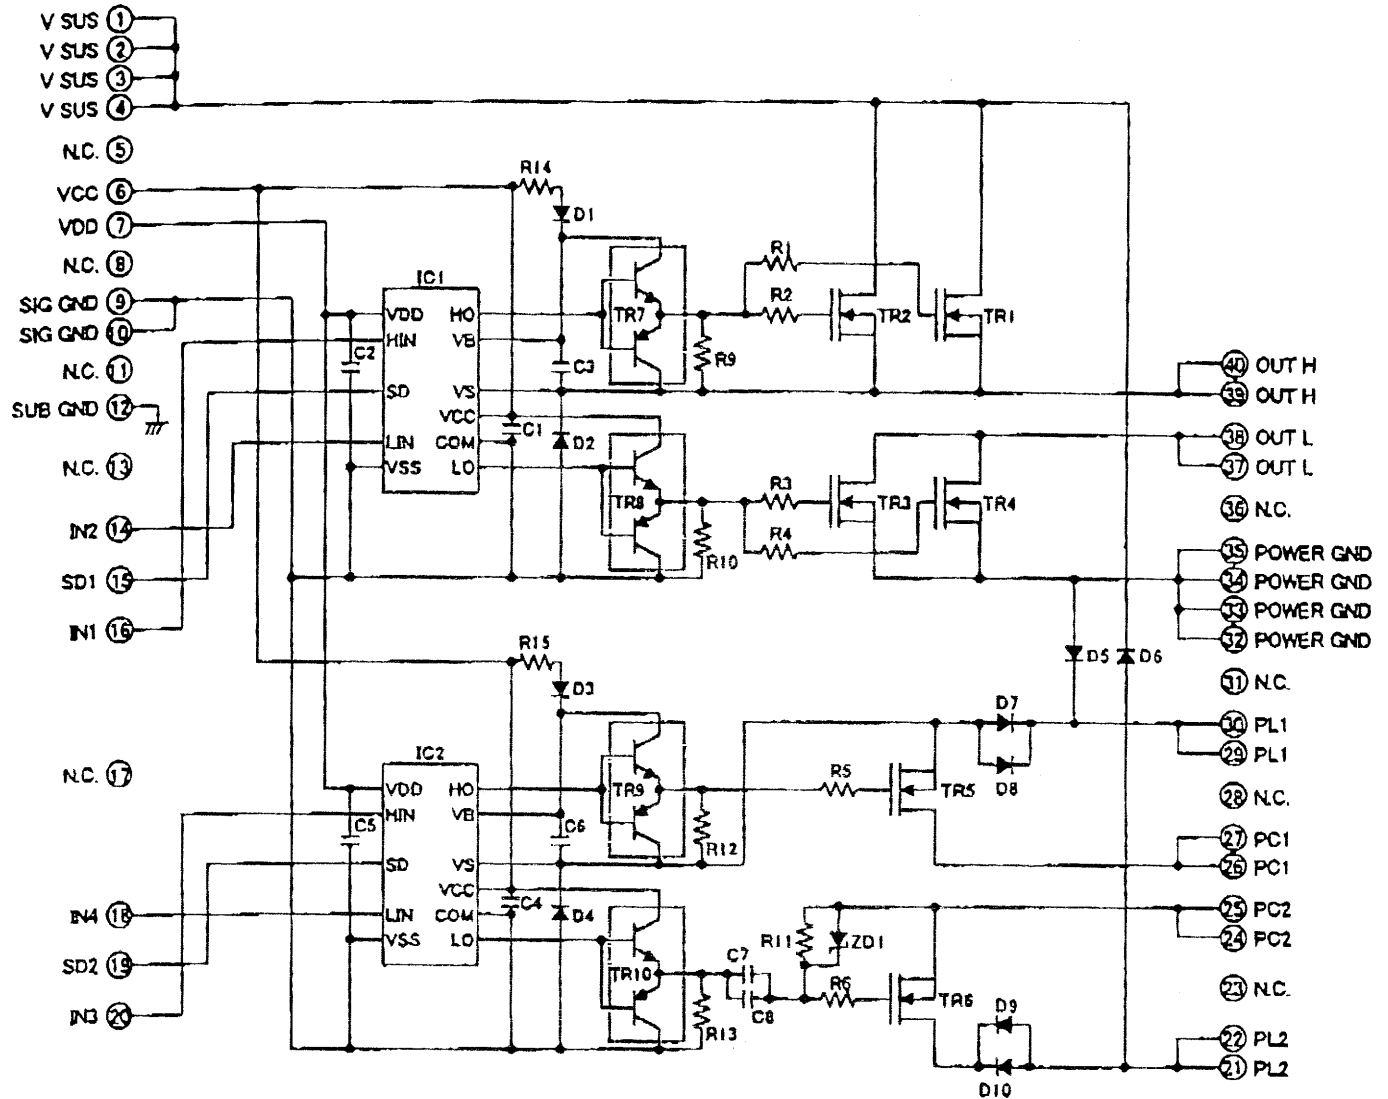 V SUS 1
V SUS 2
V SUS 3
V SUS 4
N.C. 5
VCC 6
VDD 7
N.C. 8
SIG GND 9
SIG GND 10
N.C. 11
SUB GND 12
N.C. 13
IN2 14
SD1 15
IN1 16
N.C. 17
IN4 18
SD2 19
IN3 20
R14
D1
IC1
VDD
HIN
SD
LIN
VSS
HO
VB
VS
VCC
COM
LO
C2
C3
C1
D2
TR7
R9
R1
R2
TR2
TR1
TR8
R10
R3
R4
TR3
TR4
R15
D3
IC2
VDD
HIN
SD
LIN
VSS
HO
VB
VS
VCC
COM
LO
C5
C6
C4
D4
TR9
R12
R5
TR5
D7
D8
D5
D6
TR10
R13
C7
C8
R11
ZD1
R6
TR6
D9
D10
40 OUT H
39 OUT H
38 OUT L
37 OUT L
36 N.C.
35 POWER GND
34 POWER GND
33 POWER GND
32 POWER GND
31 N.C.
30 PL1
29 PL1
28 N.C.
27 PC1
26 PC1
25 PC2
24 PC2
23 N.C.
22 PL2
21 PL2